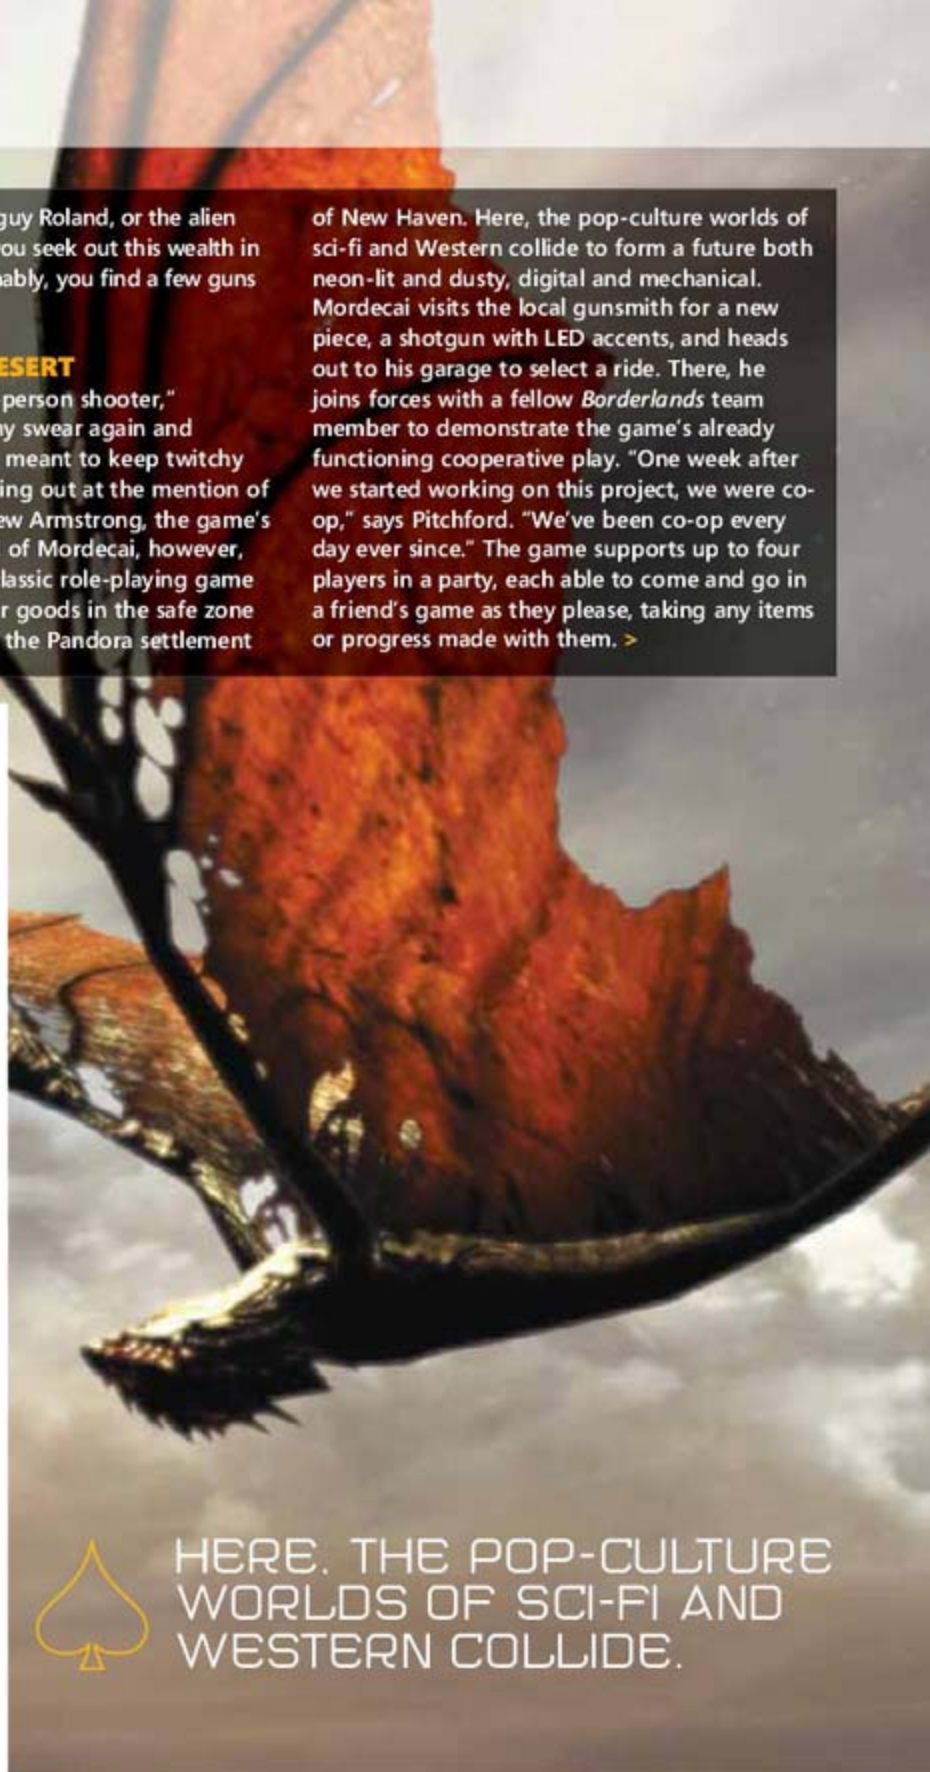 guy Roland, or the alien
ou seek out this wealth in
ably, you find a few guns
ESERT
person shooter,"
y swear again and
meant to keep twitchy
ing out at the mention of
ew Armstrong, the game's
of Mordecai, however,
lassic role-playing game
r goods in the safe zone
the Pandora settlement
of New Haven. Here, the pop-culture worlds of
sci-fi and Western collide to form a future both
neon-lit and dusty, digital and mechanical.
Mordecai visits the local gunsmith for a new
piece, a shotgun with LED accents, and heads
out to his garage to select a ride. There, he
joins forces with a fellow Borderlands team
member to demonstrate the game's already
functioning cooperative play. "One week after
we started working on this project, we were co-
op," says Pitchford. "We've been co-op every
day ever since." The game supports up to four
players in a party, each able to come and go in
a friend's game as they please, taking any items
or progress made with them. >
HERE. THE POP-CULTURE
WORLDS OF SCI-FI AND
WESTERN COLLIDE.